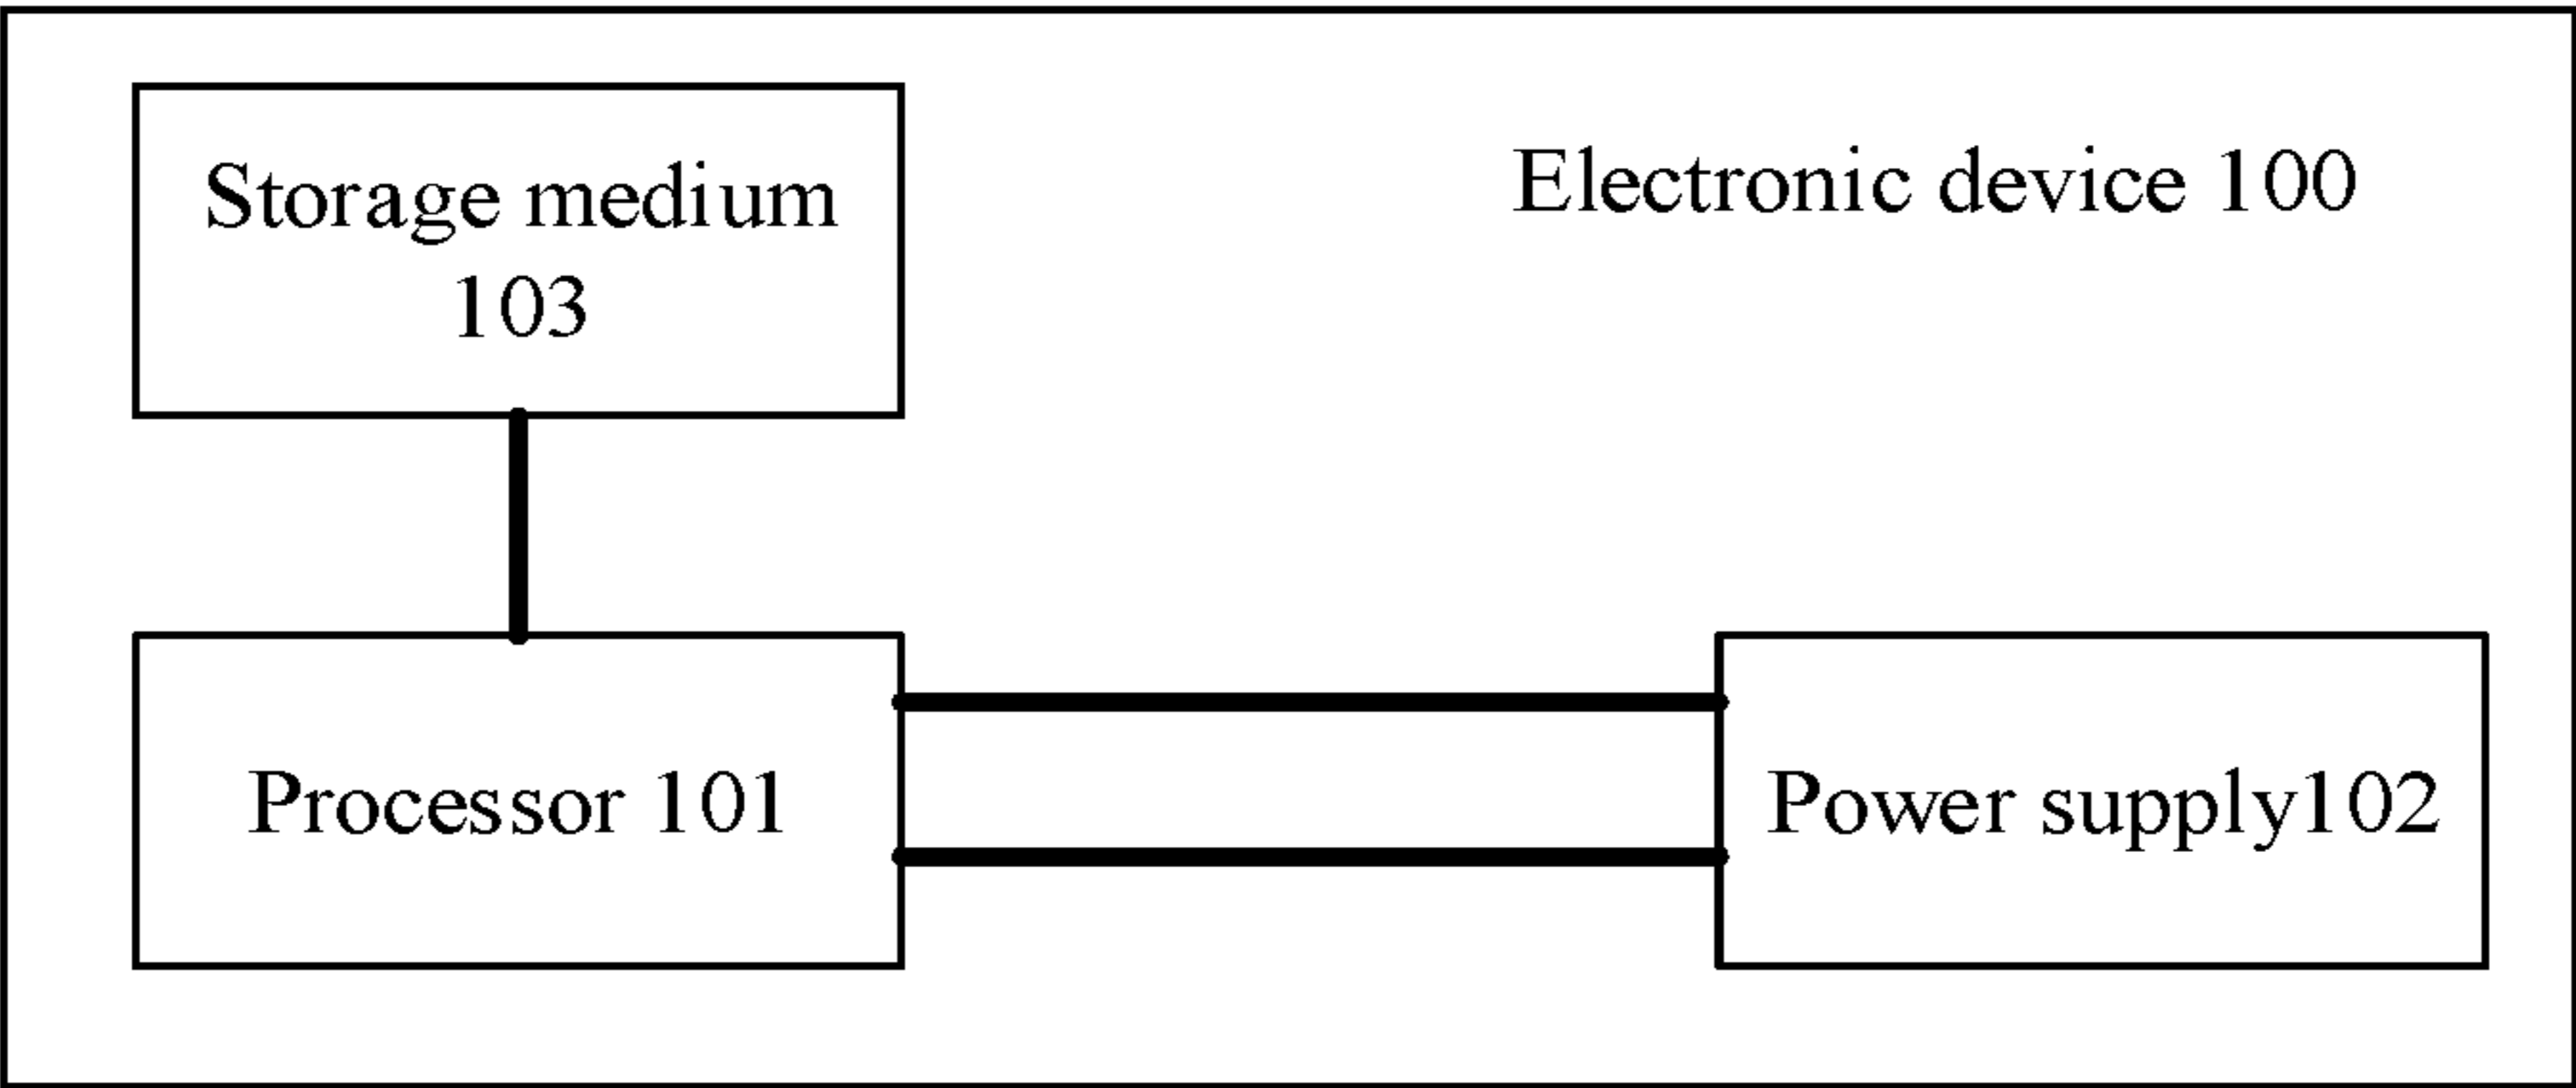 Storage medium
103
Electronic device 100
Processor 101
Power supply102